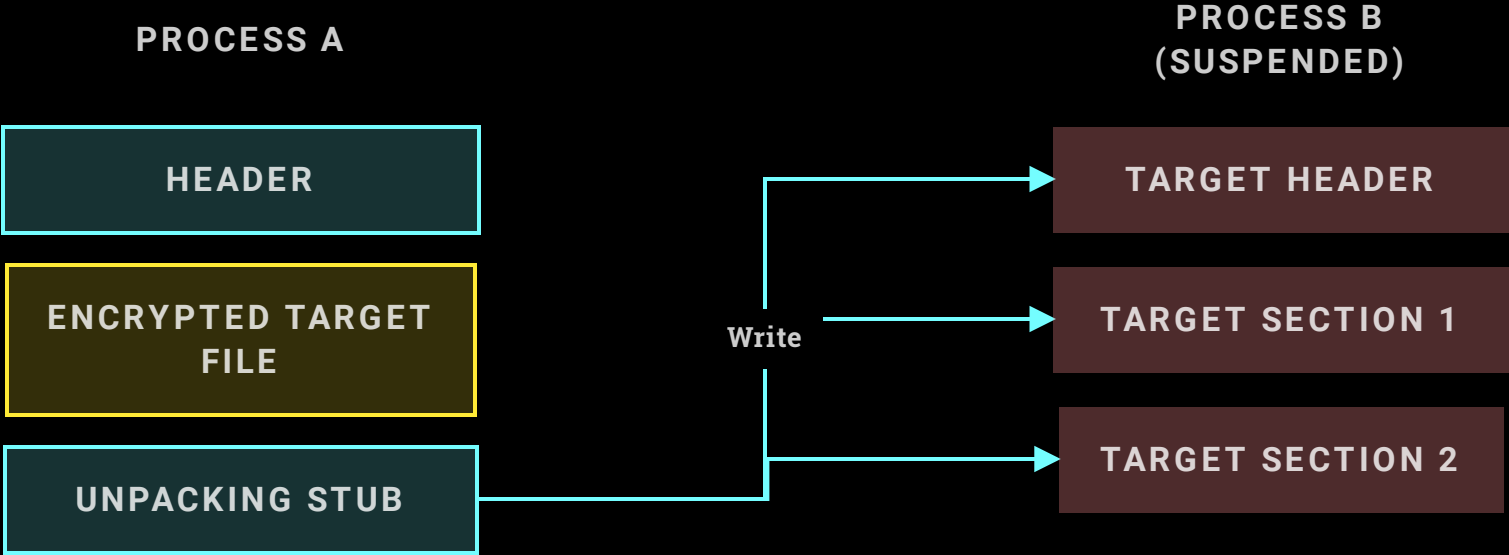 PROCESS A
PROCESS B
(SUSPENDED)
HEADER
ENCRYPTED TARGET
FILE
UNPACKING STUB
Write
TARGET HEADER
TARGET SECTION 1
TARGET SECTION 2